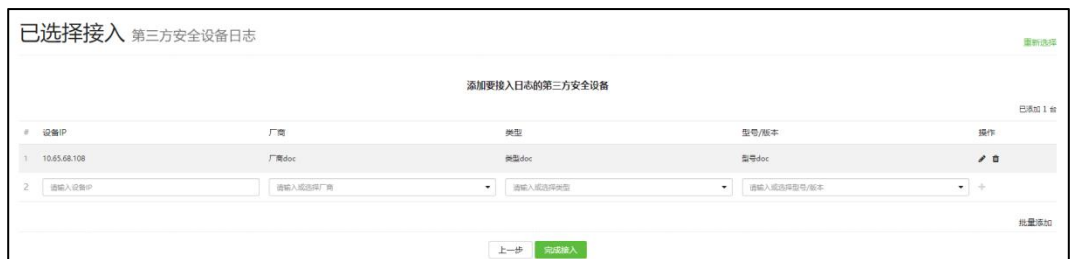 已选择接入 第三方安全设备日志
重新选择
添加要接入日志的第三方安全设备
已添加 1 台
# 设备IP 厂商 类型 型号/版本 操作
1 10.65.68.108 厂商doc 类型doc 型号doc
2 请输入设备IP 请输入或选择厂商 请输入或选择类型 请输入或选择型号/版本
批量添加
上一步 完成接入